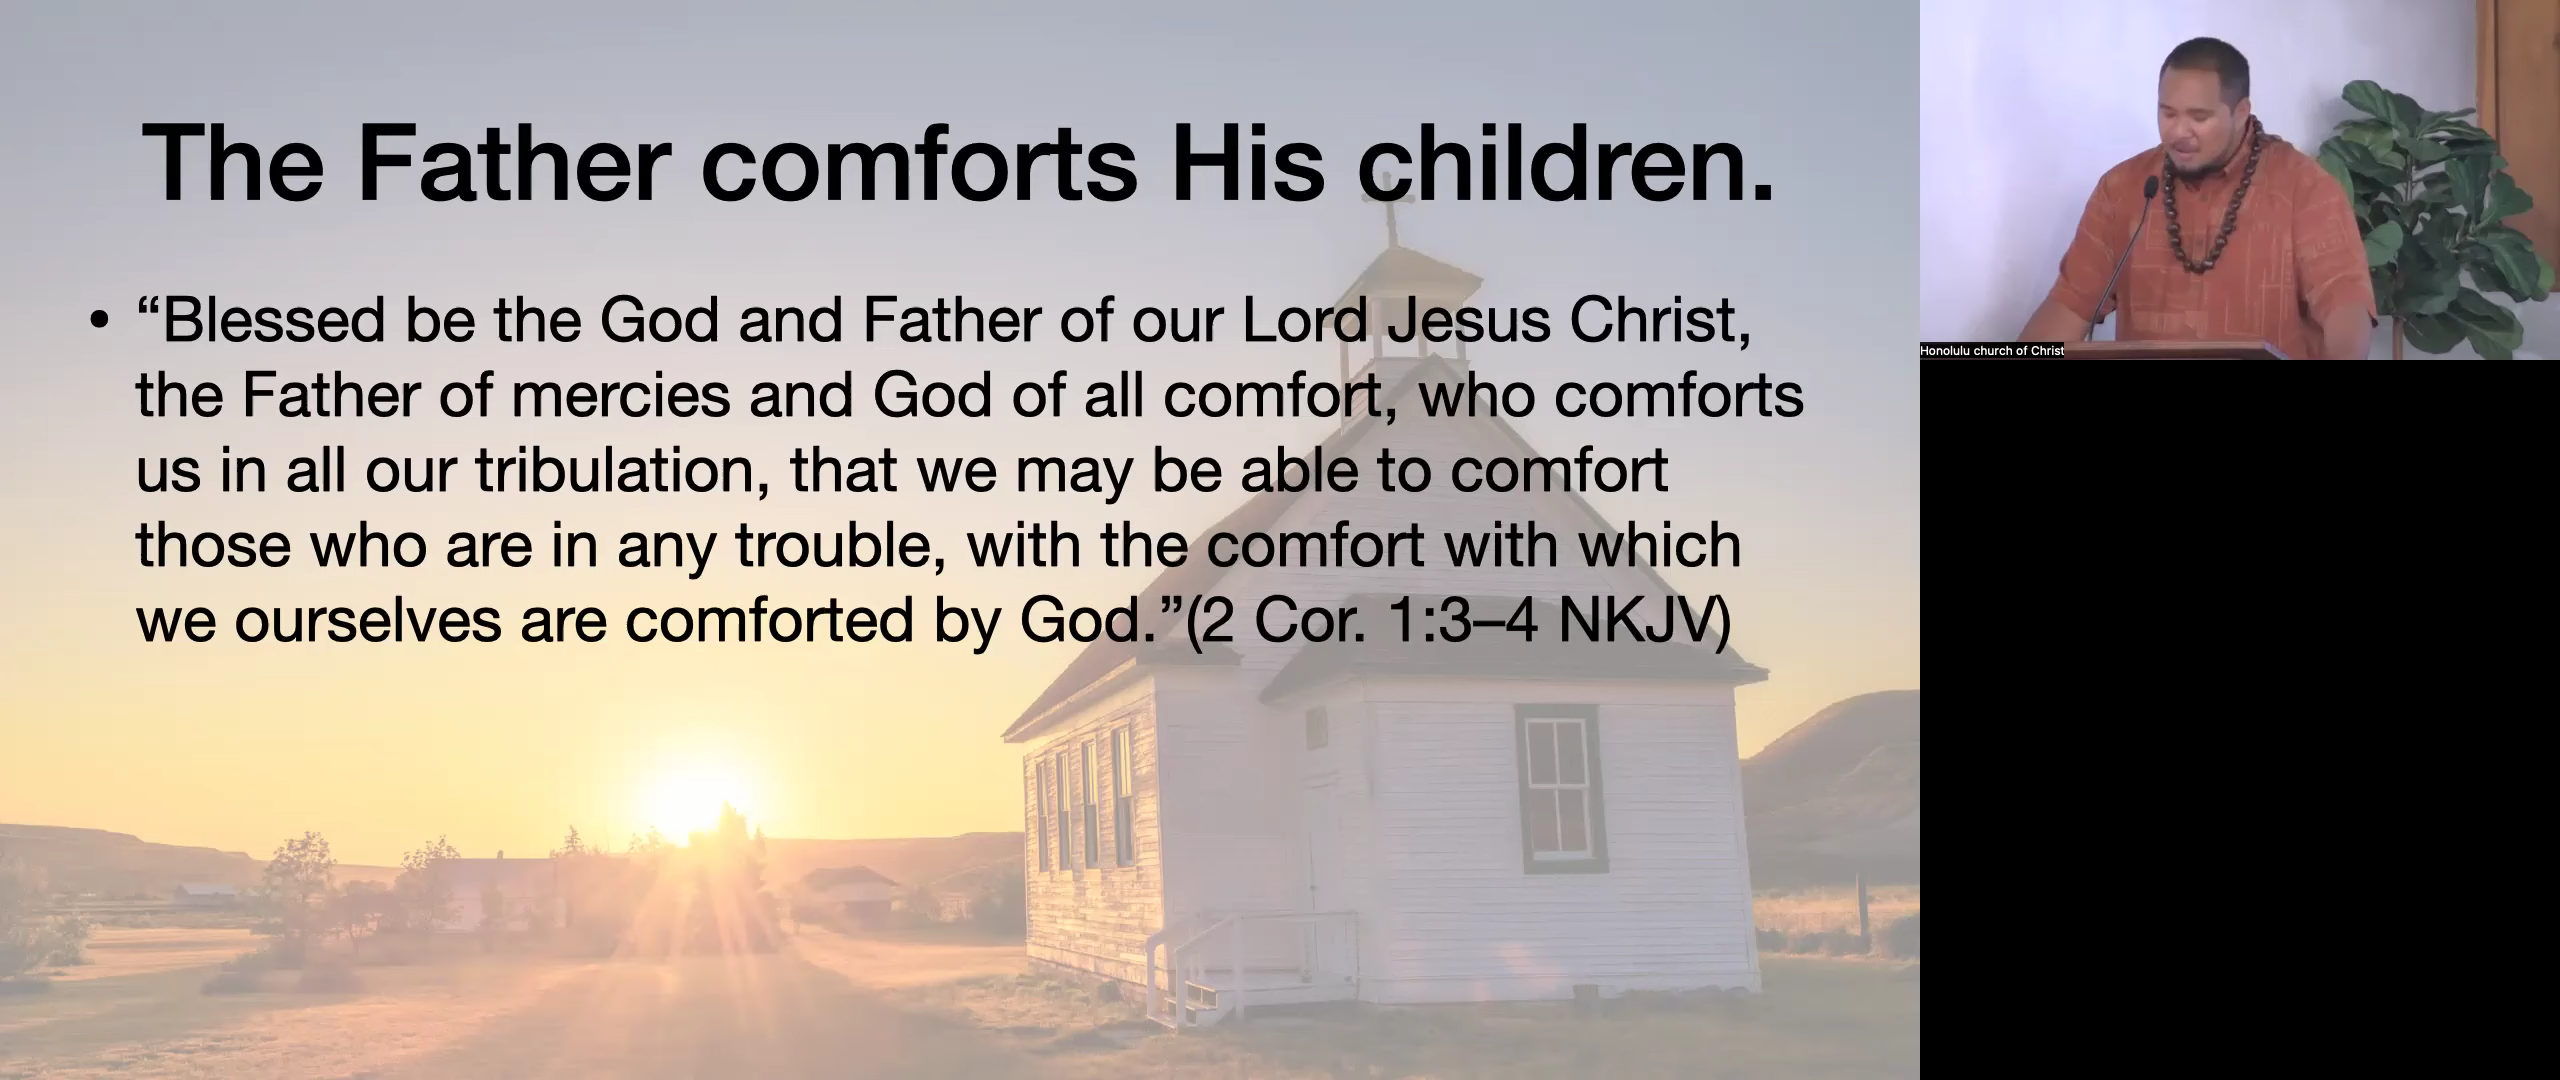 The Father comforts His children.
• “Blessed be the God and Father of our Lord Jesus Christ,
the Father of mercies and God of all comfort, who comforts
us in all our tribulation, that we may be able to comfort
those who are in any trouble, with the comfort with which
we ourselves are comforted by God.”(2 Cor. 1:3–4 NKJV)
Honolulu church of Christ